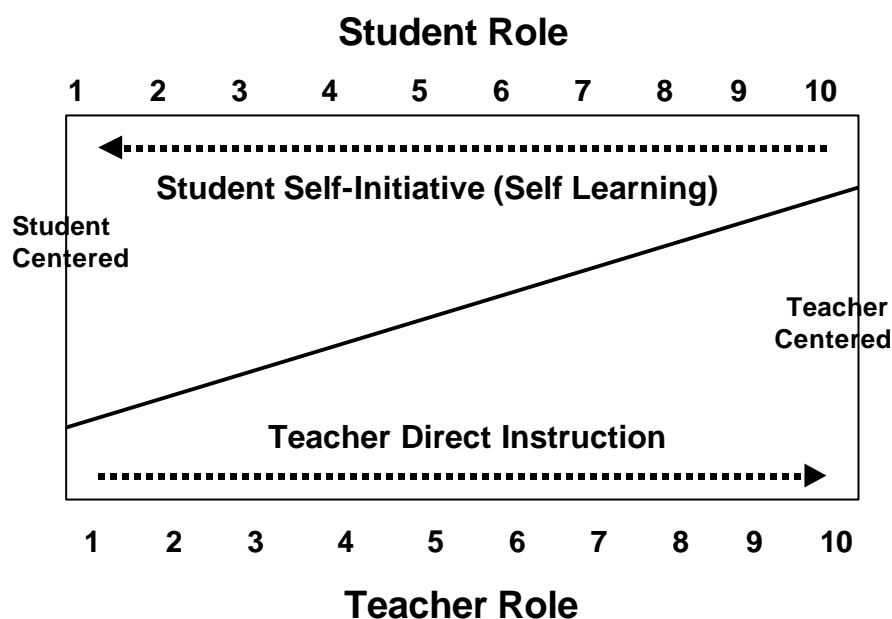 Student Role
1 2 3 4 5 6 7 8 9 10
Student Self-Initiative (Self Learning)
Student
Centered
Teacher
Centered
Teacher Direct Instruction
1 2 3 4 5 6 7 8 9 10
Teacher Role